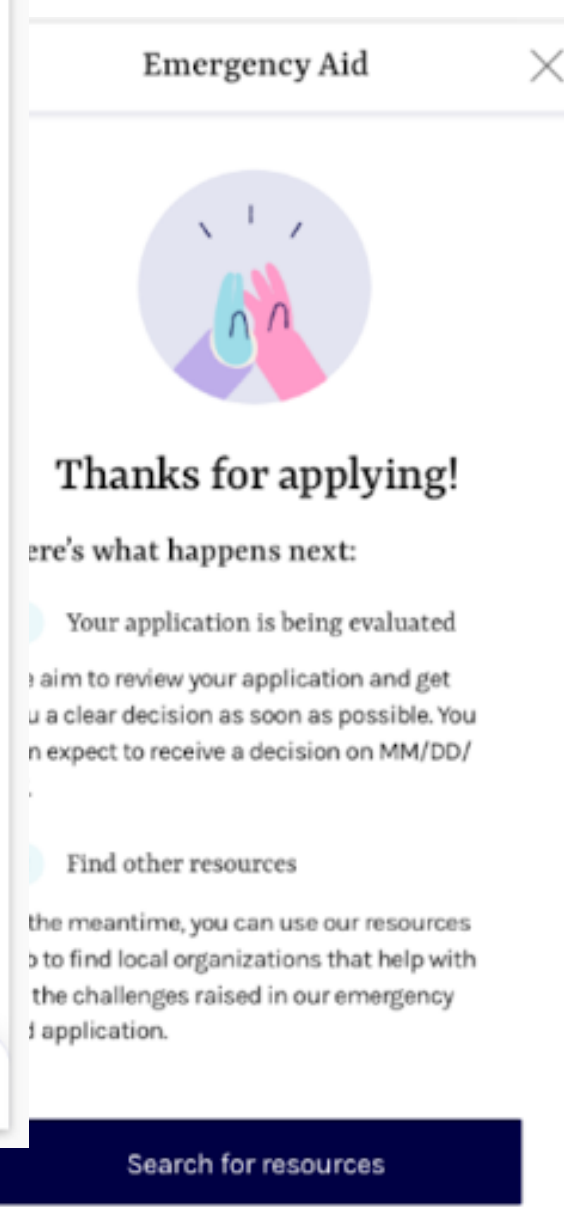 Emergency Aid
Thanks for applying!
ere's what happens next:
Your application is being evaluated
aim to review your application and get
u a clear decision as soon as possible. You
n expect to receive a decision on MM/DD/
.
Find other resources
the meantime, you can use our resources
to find local organizations that help with
the challenges raised in our emergency
application.
Search for resources